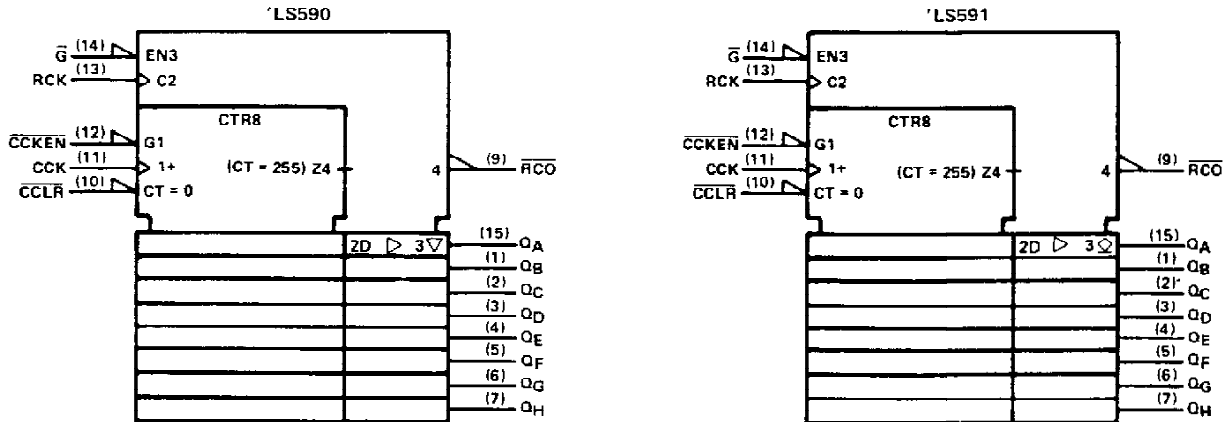 'LS590
G̅ (14) EN3
RCK (13) C2
CTR8
C̅C̅K̅E̅N̅ (12) G1
CCK (11) 1+ (CT = 255) Z4 4 (9) R̅C̅O̅
C̅C̅L̅R̅ (10) CT = 0
2D ▷ 3▽ (15) QA
(1) QB
(2) QC
(3) QD
(4) QE
(5) QF
(6) QG
(7) QH
'LS591
G̅ (14) EN3
RCK (13) C2
CTR8
C̅C̅K̅E̅N̅ (12) G1
CCK (11) 1+ (CT = 255) Z4 4 (9) R̅C̅O̅
C̅C̅L̅R̅ (10) CT = 0
2D ▷ 3◇ (15) QA
(1) QB
(2) QC
(3) QD
(4) QE
(5) QF
(6) QG
(7) QH